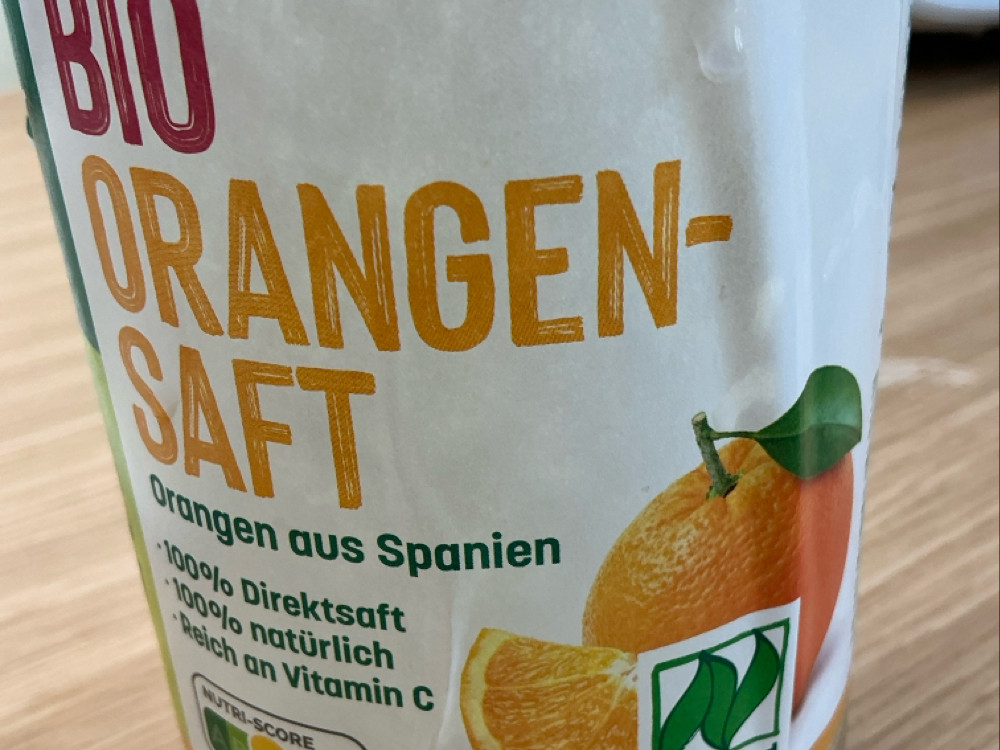 BIO
ORANGEN-
SAFT
Orangen aus Spanien
· 100% Direktsaft
· 100% natürlich
· Reich an Vitamin C
NUTRI-SCORE
A